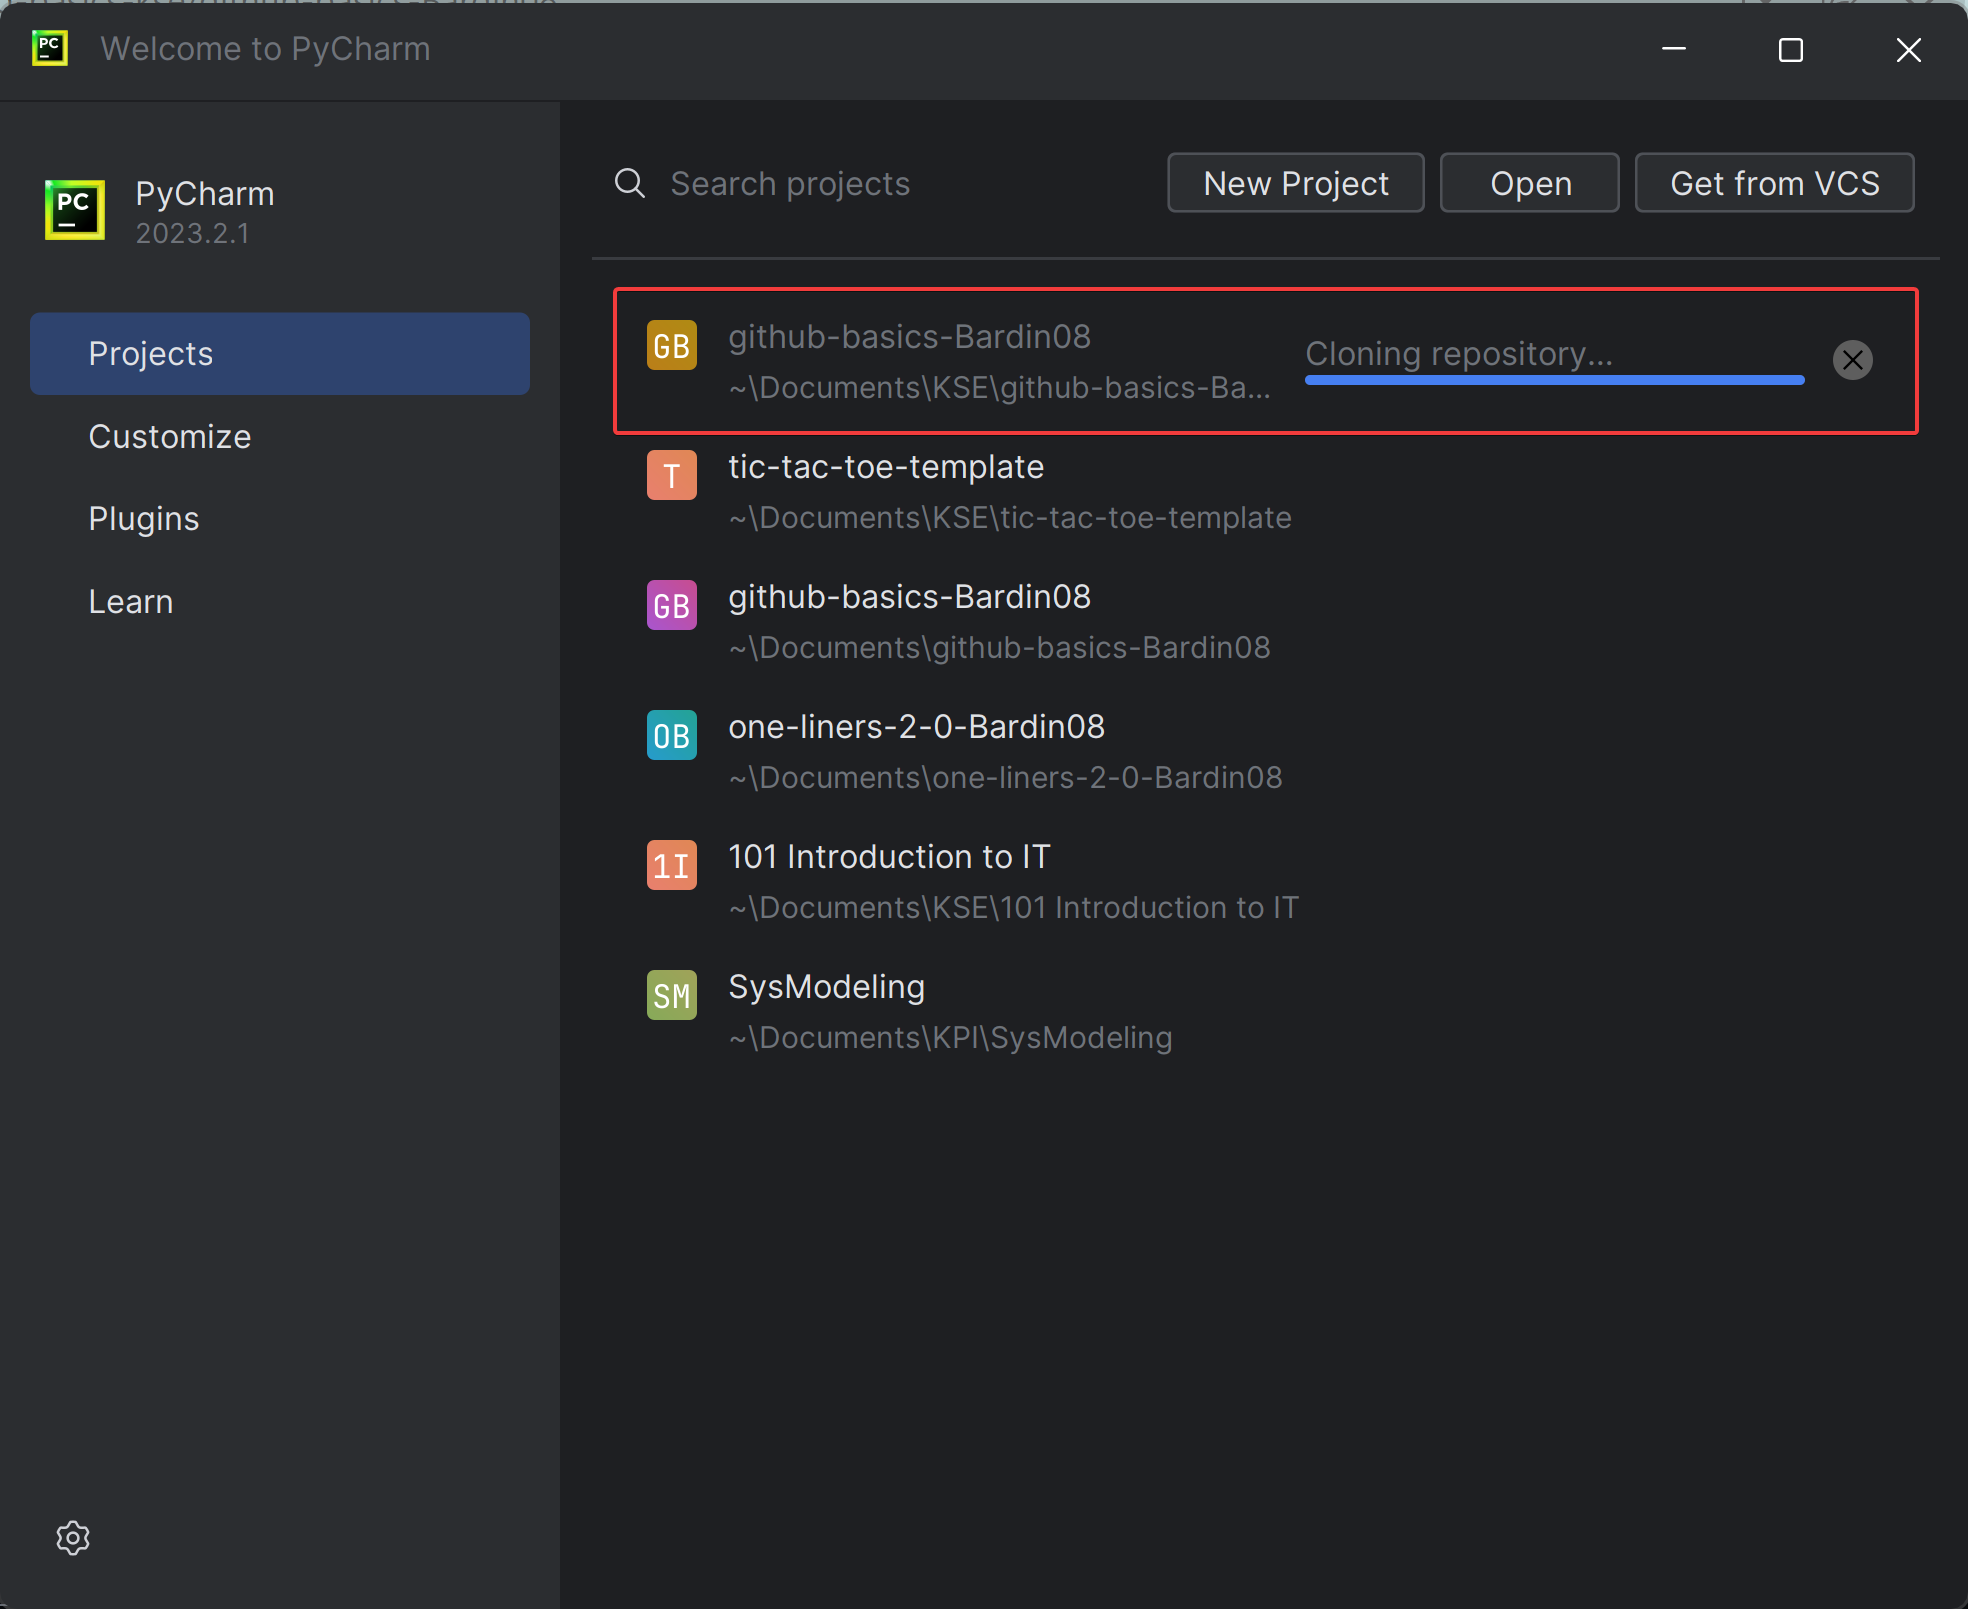 PC
Welcome to PyCharm
PC
PyCharm
2023.2.1
Projects
Customize
Plugins
Learn
Search projects
New Project
Open
Get from VCS
GB
github-basics-Bardin08
~\Documents\KSE\github-basics-Ba...
Cloning repository...
T
tic-tac-toe-template
~\Documents\KSE\tic-tac-toe-template
GB
github-basics-Bardin08
~\Documents\github-basics-Bardin08
OB
one-liners-2-0-Bardin08
~\Documents\one-liners-2-0-Bardin08
1I
101 Introduction to IT
~\Documents\KSE\101 Introduction to IT
SM
SysModeling
~\Documents\KPI\SysModeling